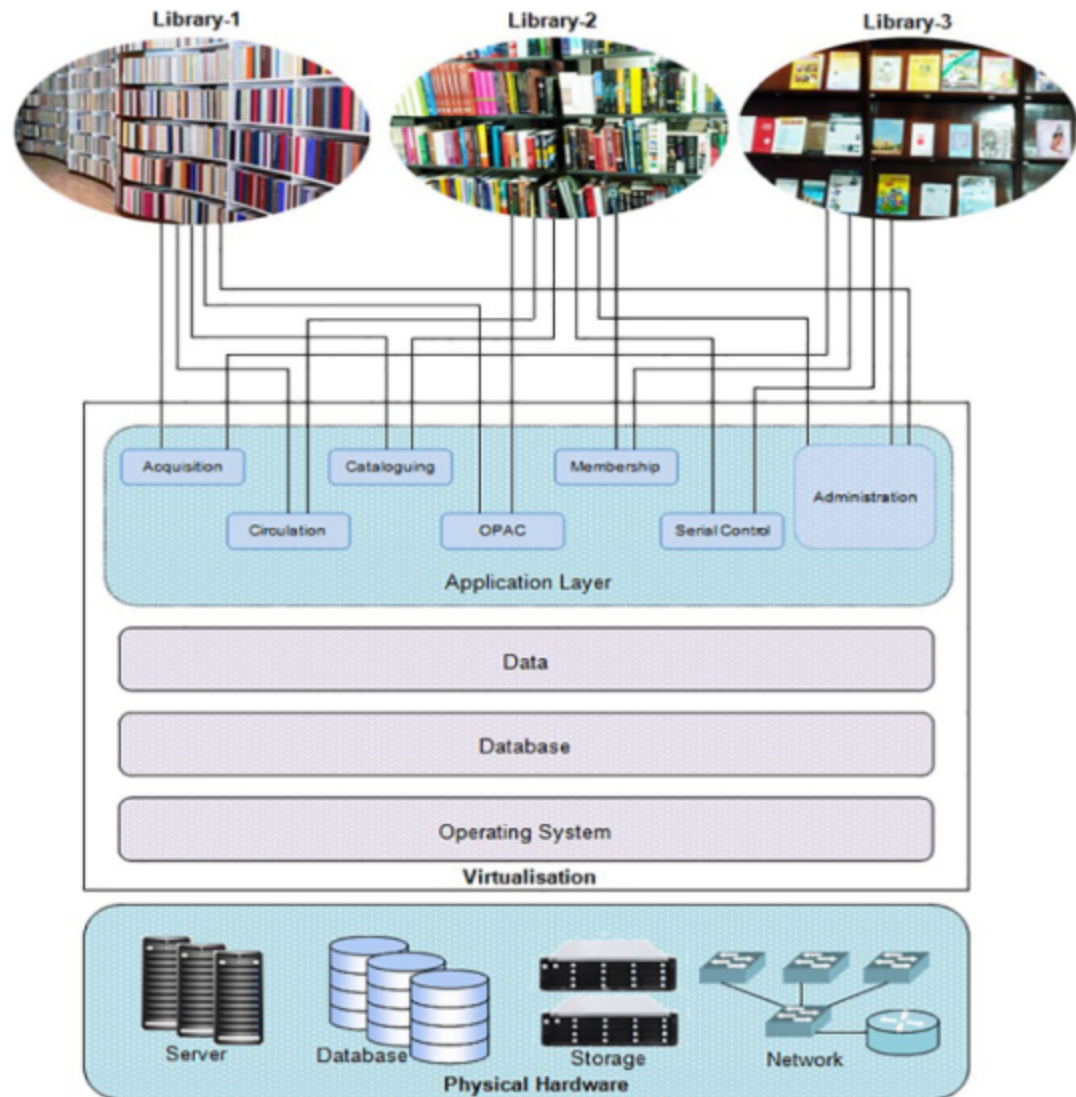 Library-1
Library-2
Library-3
Acquisition
Cataloguing
Membership
Administration
Circulation
OPAC
Serial Control
Application Layer
Data
Database
Operating System
Virtualisation
Server
Database
Storage
Network
Physical Hardware